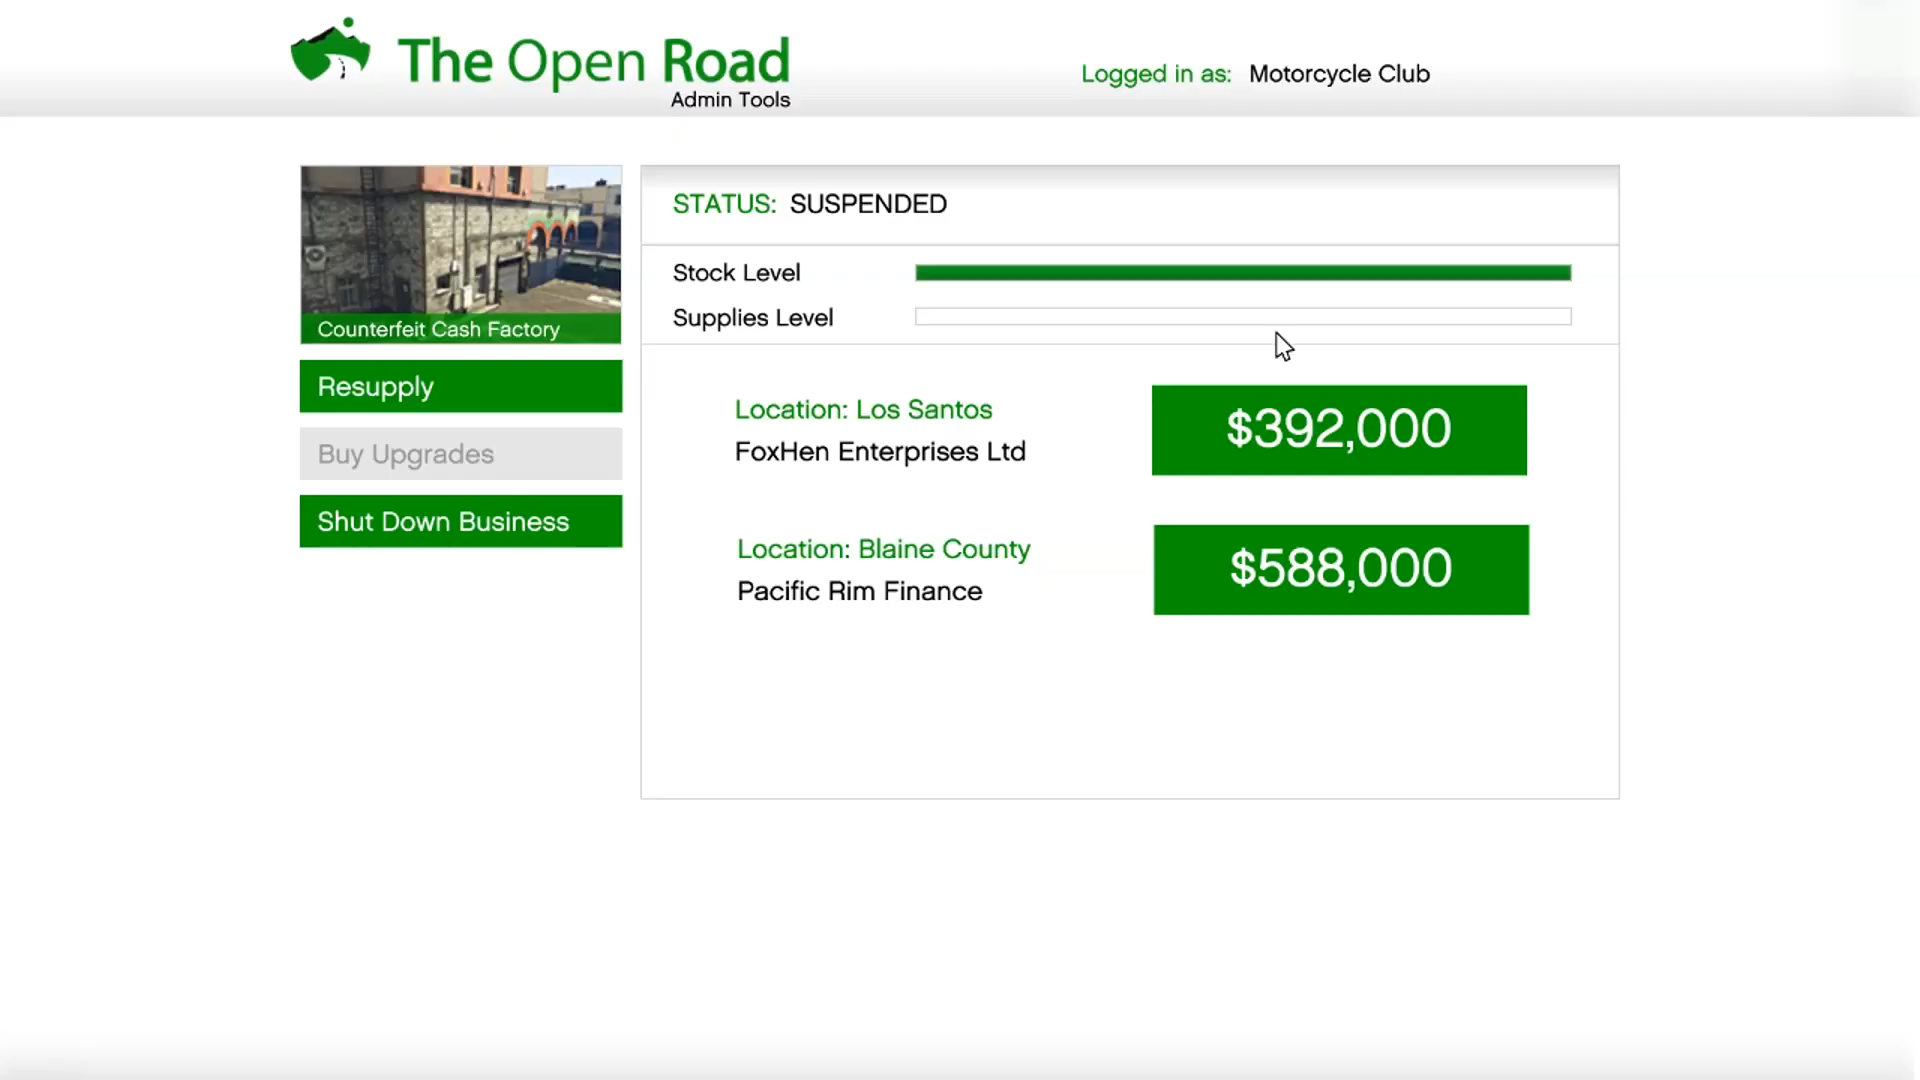 The Open Road
Admin Tools
Logged in as: Motorcycle Club
Counterfeit Cash Factory
Resupply
Buy Upgrades
Shut Down Business
STATUS: SUSPENDED
Stock Level
Supplies Level
Location: Los Santos
FoxHen Enterprises Ltd
$392,000
Location: Blaine County
Pacific Rim Finance
$588,000